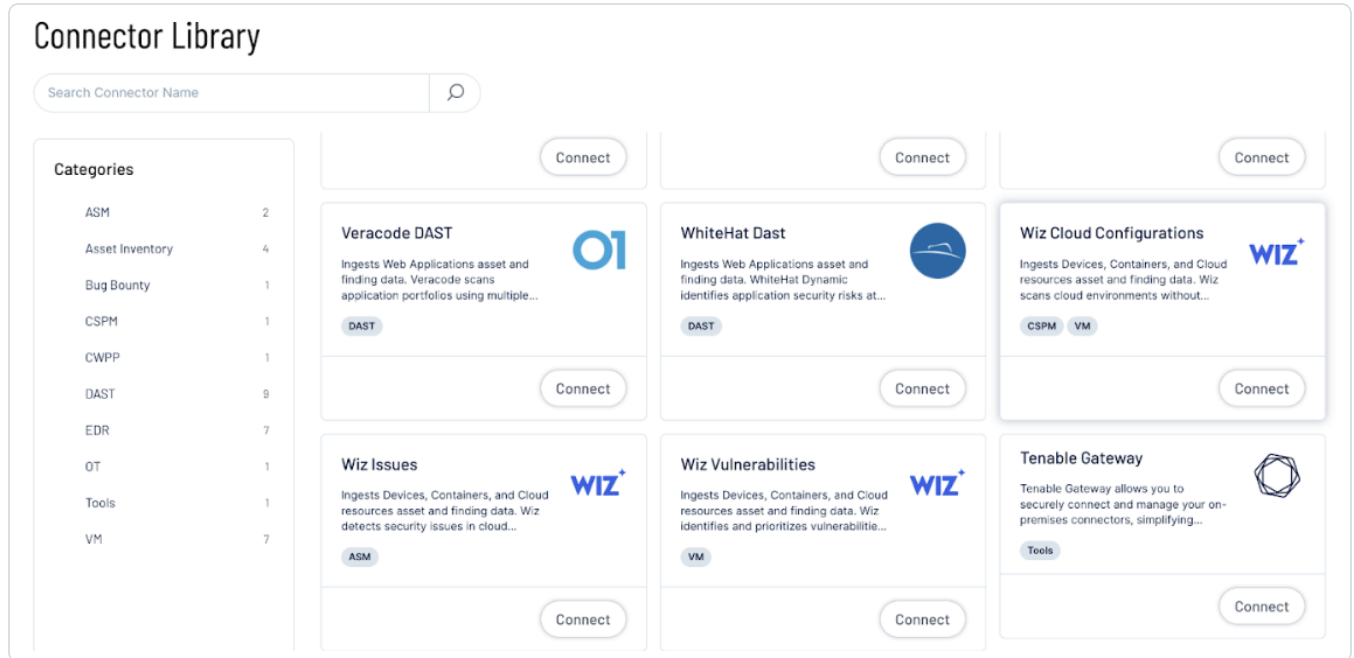 Connector Library
Search Connector Name
Categories
ASM 2
Asset Inventory 4
Bug Bounty 1
CSPM 1
CWPP 1
DAST 9
EDR 7
OT 1
Tools 1
VM 7
Connect
Connect
Connect
Veracode DAST
Ingests Web Applications asset and
finding data. Veracode scans
application portfolios using multiple...
DAST
Connect
WhiteHat Dast
Ingests Web Applications asset and
finding data. WhiteHat Dynamic
identifies application security risks at...
DAST
Connect
Wiz Cloud Configurations
WIZ
Ingests Devices, Containers, and Cloud
resources asset and finding data. Wiz
scans cloud environments without...
CSPM VM
Connect
Wiz Issues
WIZ
Ingests Devices, Containers, and Cloud
resources asset and finding data. Wiz
detects security issues in cloud...
ASM
Connect
Wiz Vulnerabilities
WIZ
Ingests Devices, Containers, and Cloud
resources asset and finding data. Wiz
identifies and prioritizes vulnerabilitie...
VM
Connect
Tenable Gateway
Tenable Gateway allows you to
securely connect and manage your on-
premises connectors, simplifying...
Tools
Connect